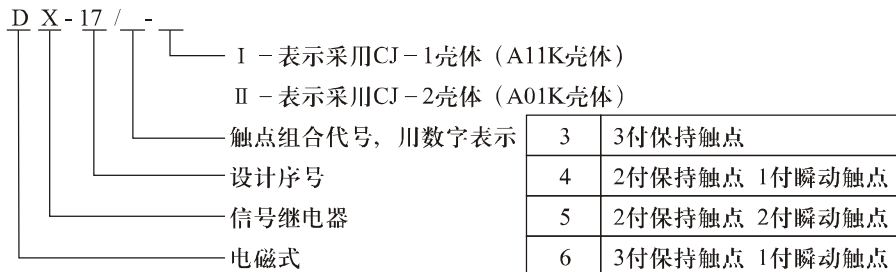 D X - 17 / -
I － 表示采用CJ－1壳体（A11K壳体）
II － 表示采用CJ－2壳体（A01K壳体）
触点组合代号，用数字表示 3 3付保持触点
设计序号 4 2付保持触点 1付瞬动触点
信号继电器 5 2付保持触点 2付瞬动触点
电磁式 6 3付保持触点 1付瞬动触点